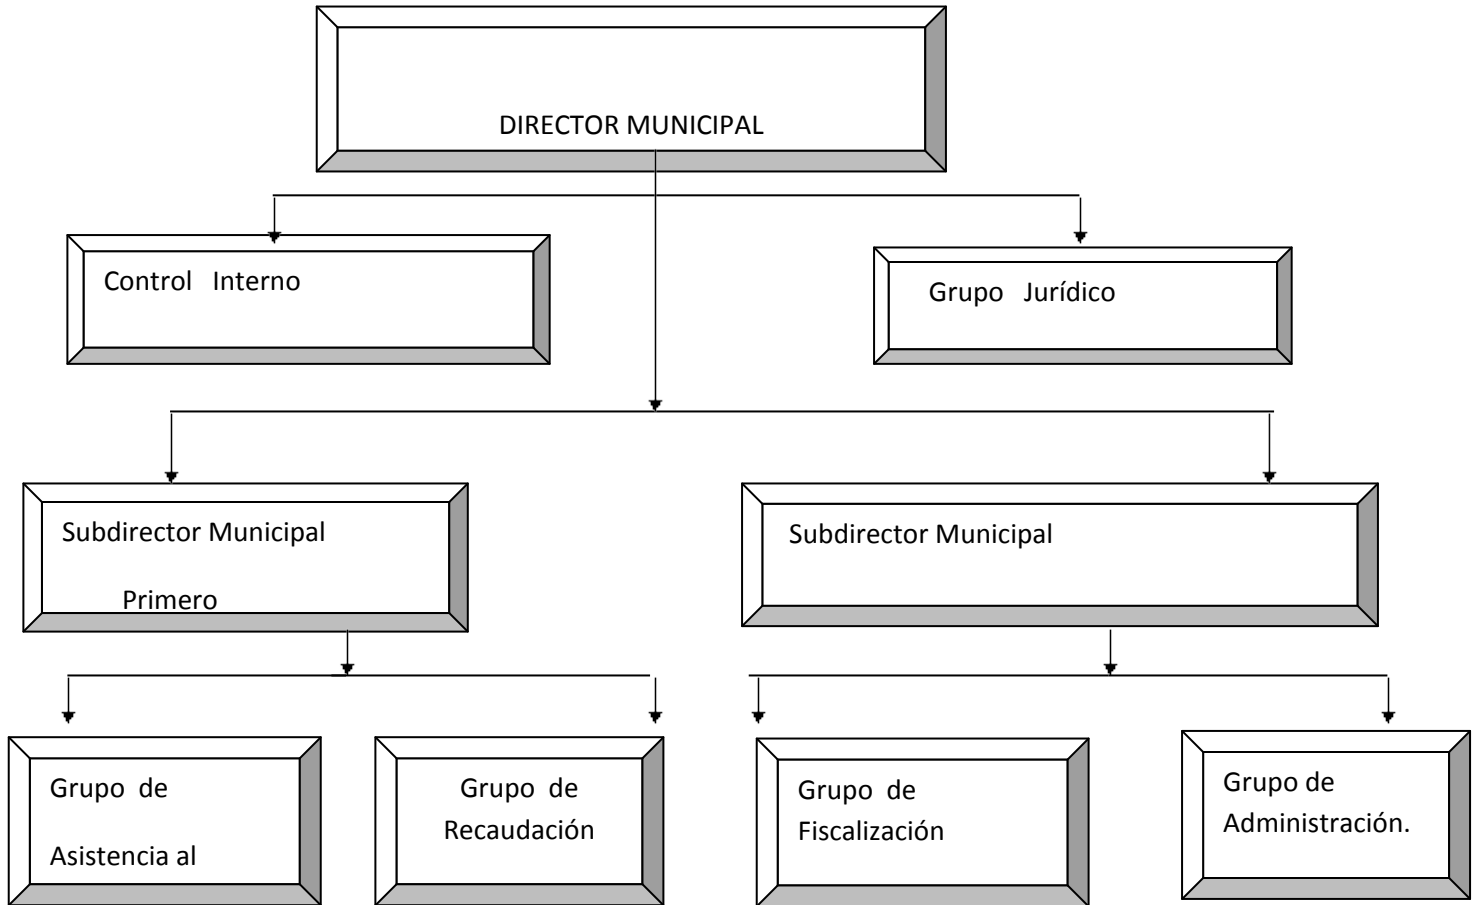 DIRECTOR MUNICIPAL
Control Interno
Grupo Jurídico
Subdirector Municipal
Primero
Subdirector Municipal
Grupo de
Asistencia al
Grupo de
Recaudación
Grupo de
Fiscalización
Grupo de
Administración.